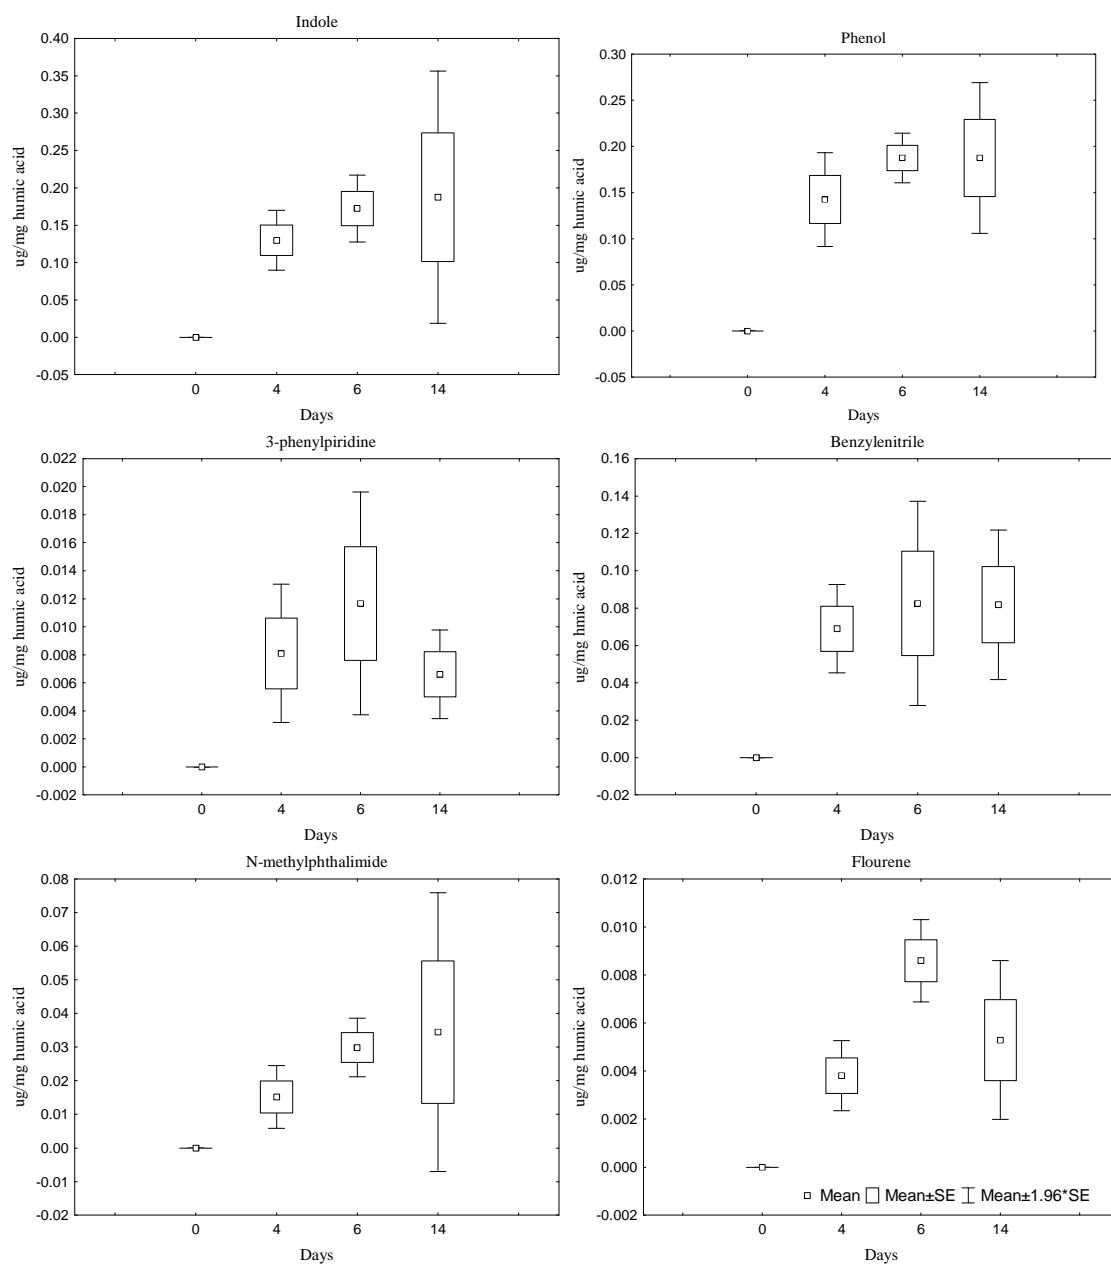 Indole
0.40
0.35
0.30
0.25
0.20
0.15
0.10
0.05
0.00
-0.05
ug/mg humic acid
0 4 6 14
Days
Phenol
0.30
0.25
0.20
0.15
0.10
0.05
0.00
-0.05
ug/mg humic acid
0 4 6 14
Days
3-phenylpiridine
0.022
0.020
0.018
0.016
0.014
0.012
0.010
0.008
0.006
0.004
0.002
0.000
-0.002
ug/mg humic acid
0 4 6 14
Days
Benzylenitrile
0.16
0.14
0.12
0.10
0.08
0.06
0.04
0.02
0.00
-0.02
ug/mg hmic acid
0 4 6 14
Days
N-methylphthalimide
0.08
0.07
0.06
0.05
0.04
0.03
0.02
0.01
0.00
-0.01
-0.02
ug/mg humic acid
0 4 6 14
Days
Flourene
0.012
0.010
0.008
0.006
0.004
0.002
0.000
-0.002
ug/mg humic acid
Mean Mean±SE Mean±1.96*SE
0 4 6 14
Days